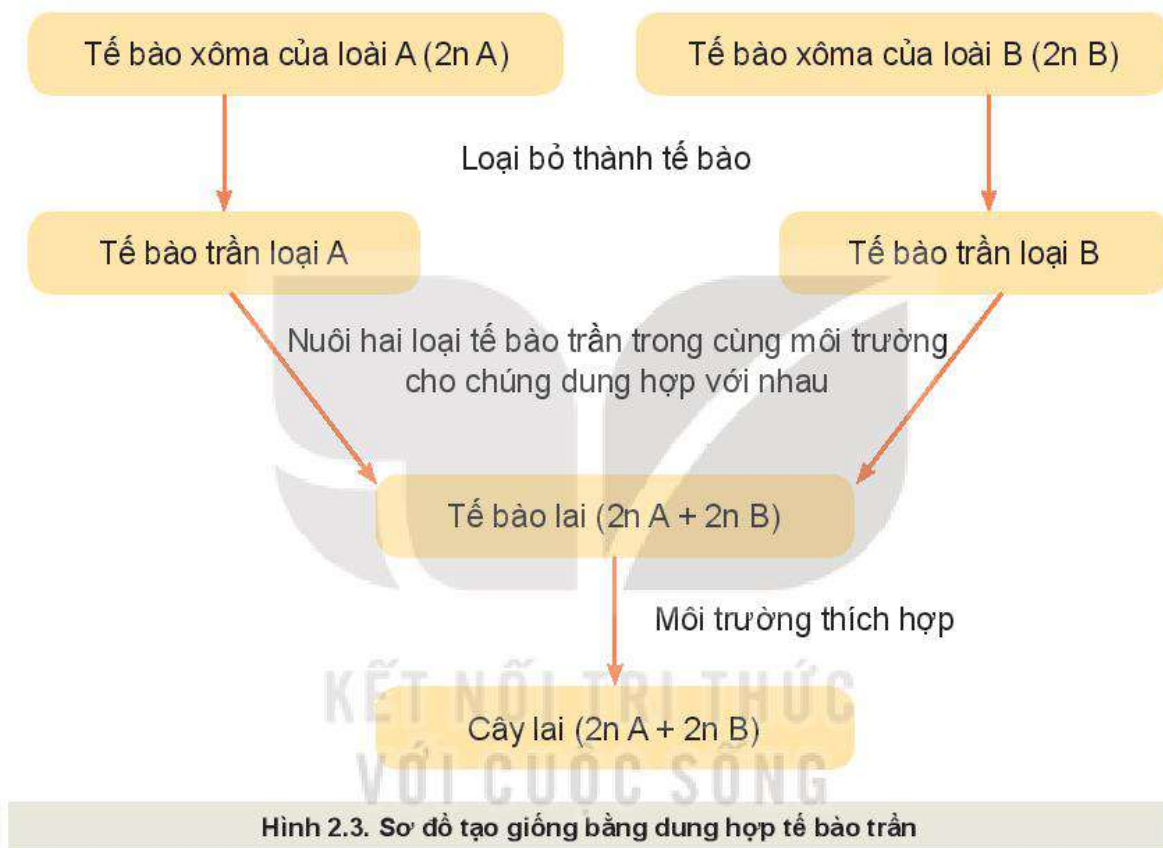 Tế bào xôma của loài A (2n A)
Tế bào xôma của loài B (2n B)
Loại bỏ thành tế bào
Tế bào trần loại A
Tế bào trần loại B
Nuôi hai loại tế bào trần trong cùng môi trường
cho chúng dung hợp với nhau
Tế bào lai (2n A + 2n B)
Môi trường thích hợp
KẾT NỐI TRI THỨC
Cây lai (2n A + 2n B)
VỚI CUỘC SỐNG
Hình 2.3. Sơ đồ tạo giống bằng dung hợp tế bào trần